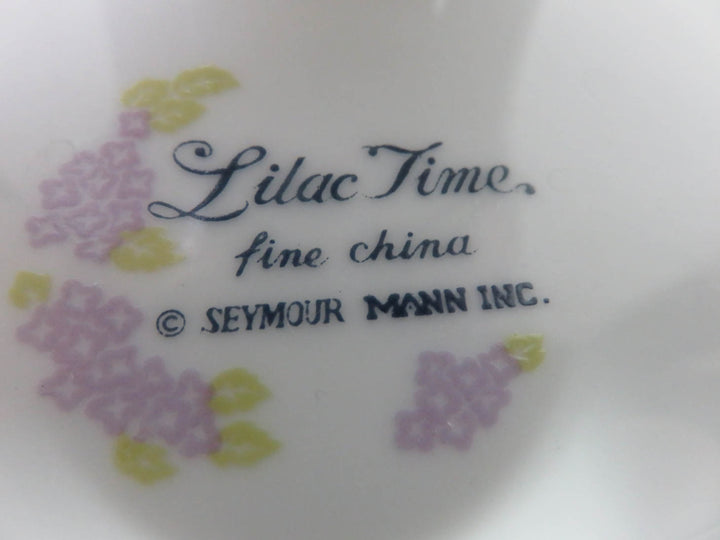 Lilac Time
fine china
© SEYMOUR MANN INC.